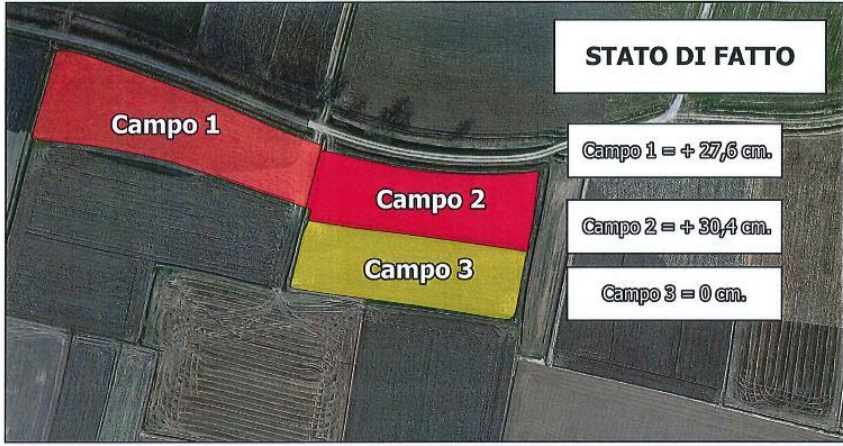 STATO DI FATTO
Campo 1
Campo 1 = + 27,6 cm.
Campo 2
Campo 2 = + 30,4 cm.
Campo 3
Campo 3 = 0 cm.